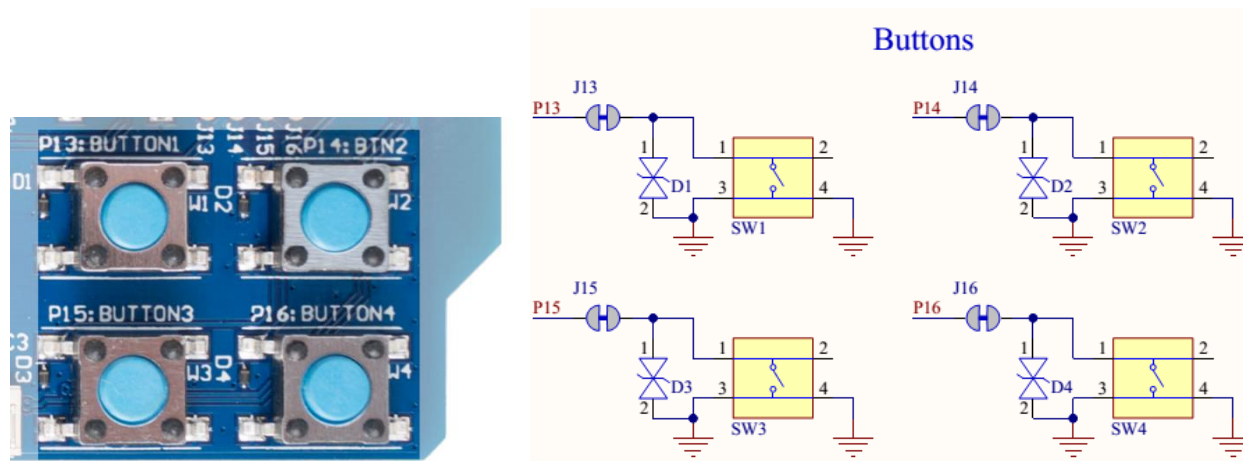 P13:BUTTON1
J13
J14
J15
J16
P14:BTN2
D1
W1
D2
W2
P15:BUTTON3
P16:BUTTON4
C3
D3
W3
D4
W4
Buttons
J13
P13
1
2
1
3
4
2
D1
SW1
J14
P14
1
2
1
3
4
2
D2
SW2
J15
P15
1
2
1
3
4
2
D3
SW3
J16
P16
1
2
1
3
4
2
D4
SW4